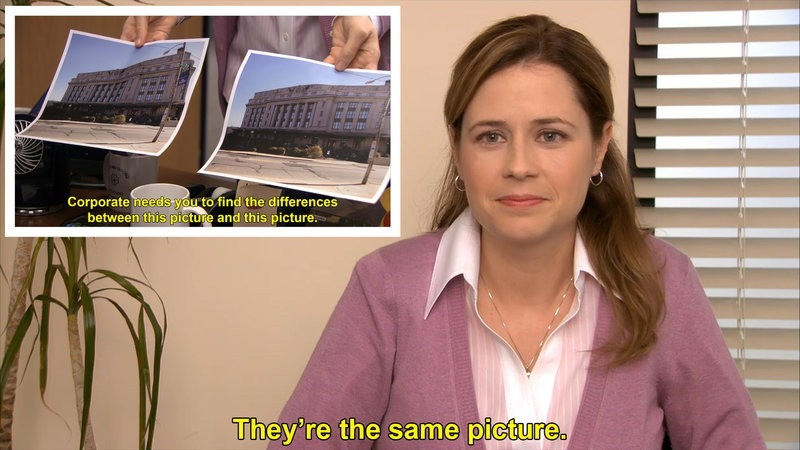 Corporate needs you to find the differences
between this picture and this picture.
They're the same picture.